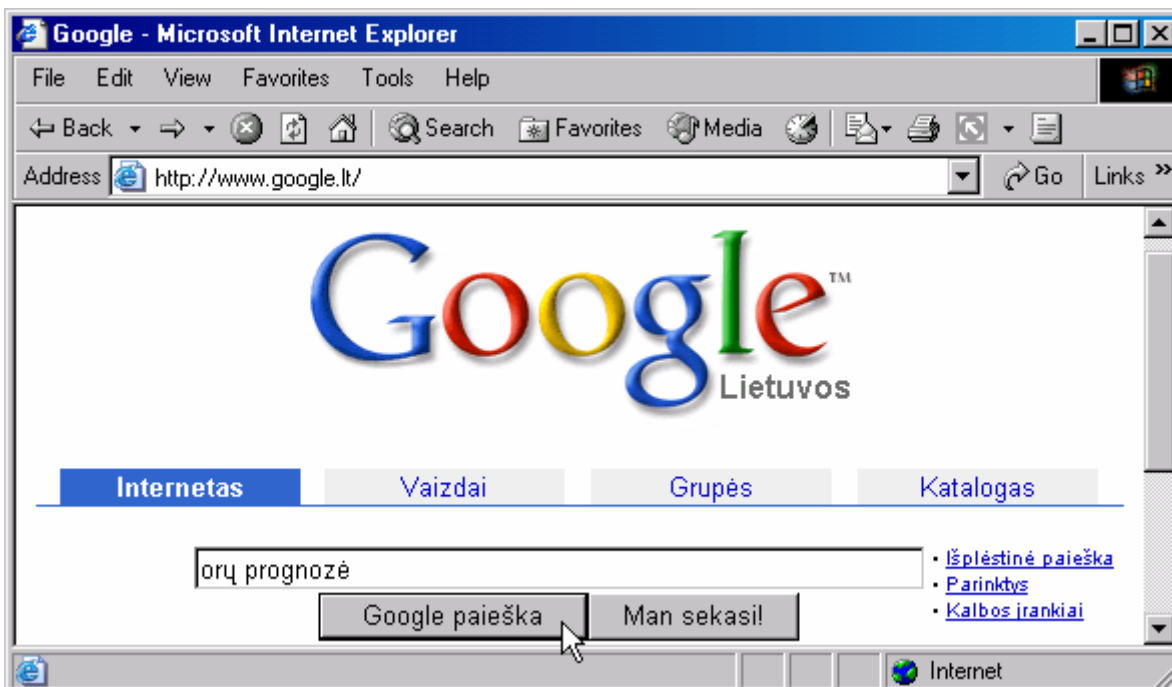 Google - Microsoft Internet Explorer
File Edit View Favorites Tools Help
Back Search Favorites Media
Address http://www.google.lt/ Go Links »
Google™
Lietuvos
Internetas Vaizdai Grupės Katalogas
orų prognozė
• Išplėstinė paieška
• Parinktys
• Kalbos įrankiai
Google paieška Man sekasi!
Internet